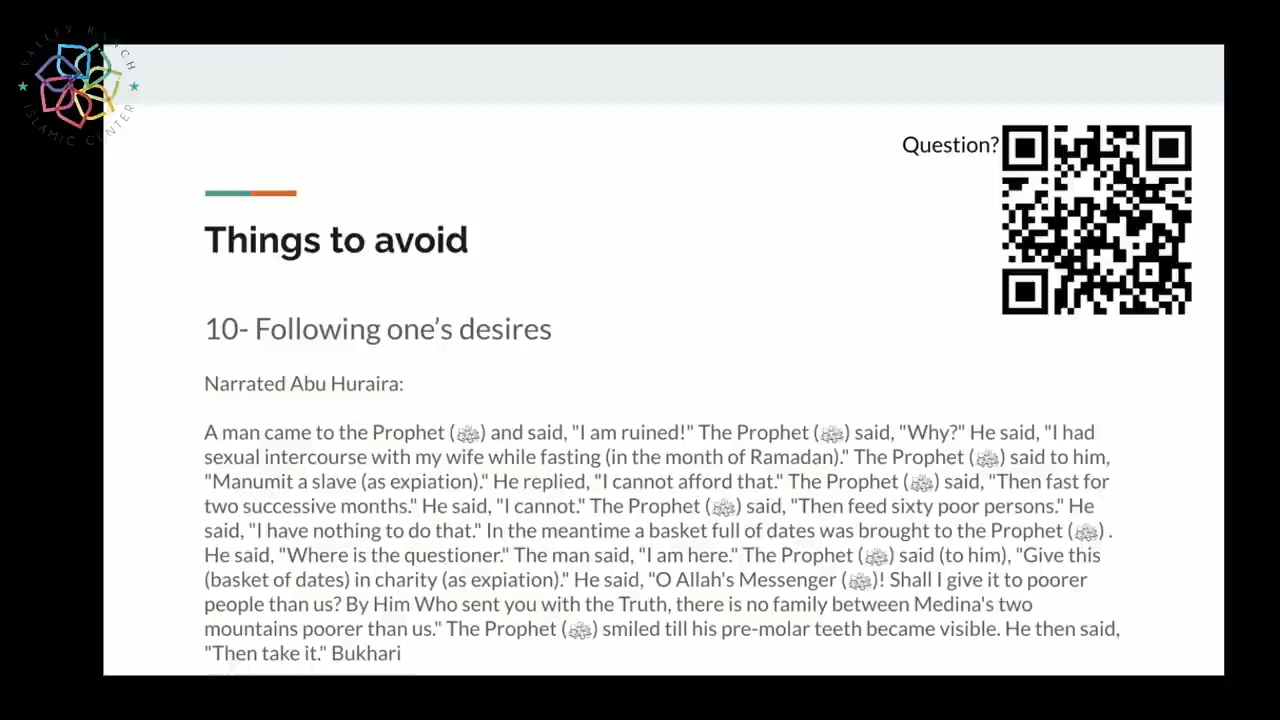 VALLEY RANCH
ISLAMIC CENTER
Question?
Things to avoid
10- Following one's desires
Narrated Abu Huraira:
A man came to the Prophet (ﷺ) and said, "I am ruined!" The Prophet (ﷺ) said, "Why?" He said, "I had
sexual intercourse with my wife while fasting (in the month of Ramadan)." The Prophet (ﷺ) said to him,
"Manumit a slave (as expiation)." He replied, "I cannot afford that." The Prophet (ﷺ) said, "Then fast for
two successive months." He said, "I cannot." The Prophet (ﷺ) said, "Then feed sixty poor persons." He
said, "I have nothing to do that." In the meantime a basket full of dates was brought to the Prophet (ﷺ) .
He said, "Where is the questioner." The man said, "I am here." The Prophet (ﷺ) said (to him), "Give this
(basket of dates) in charity (as expiation)." He said, "O Allah's Messenger (ﷺ)! Shall I give it to poorer
people than us? By Him Who sent you with the Truth, there is no family between Medina's two
mountains poorer than us." The Prophet (ﷺ) smiled till his pre-molar teeth became visible. He then said,
"Then take it." Bukhari